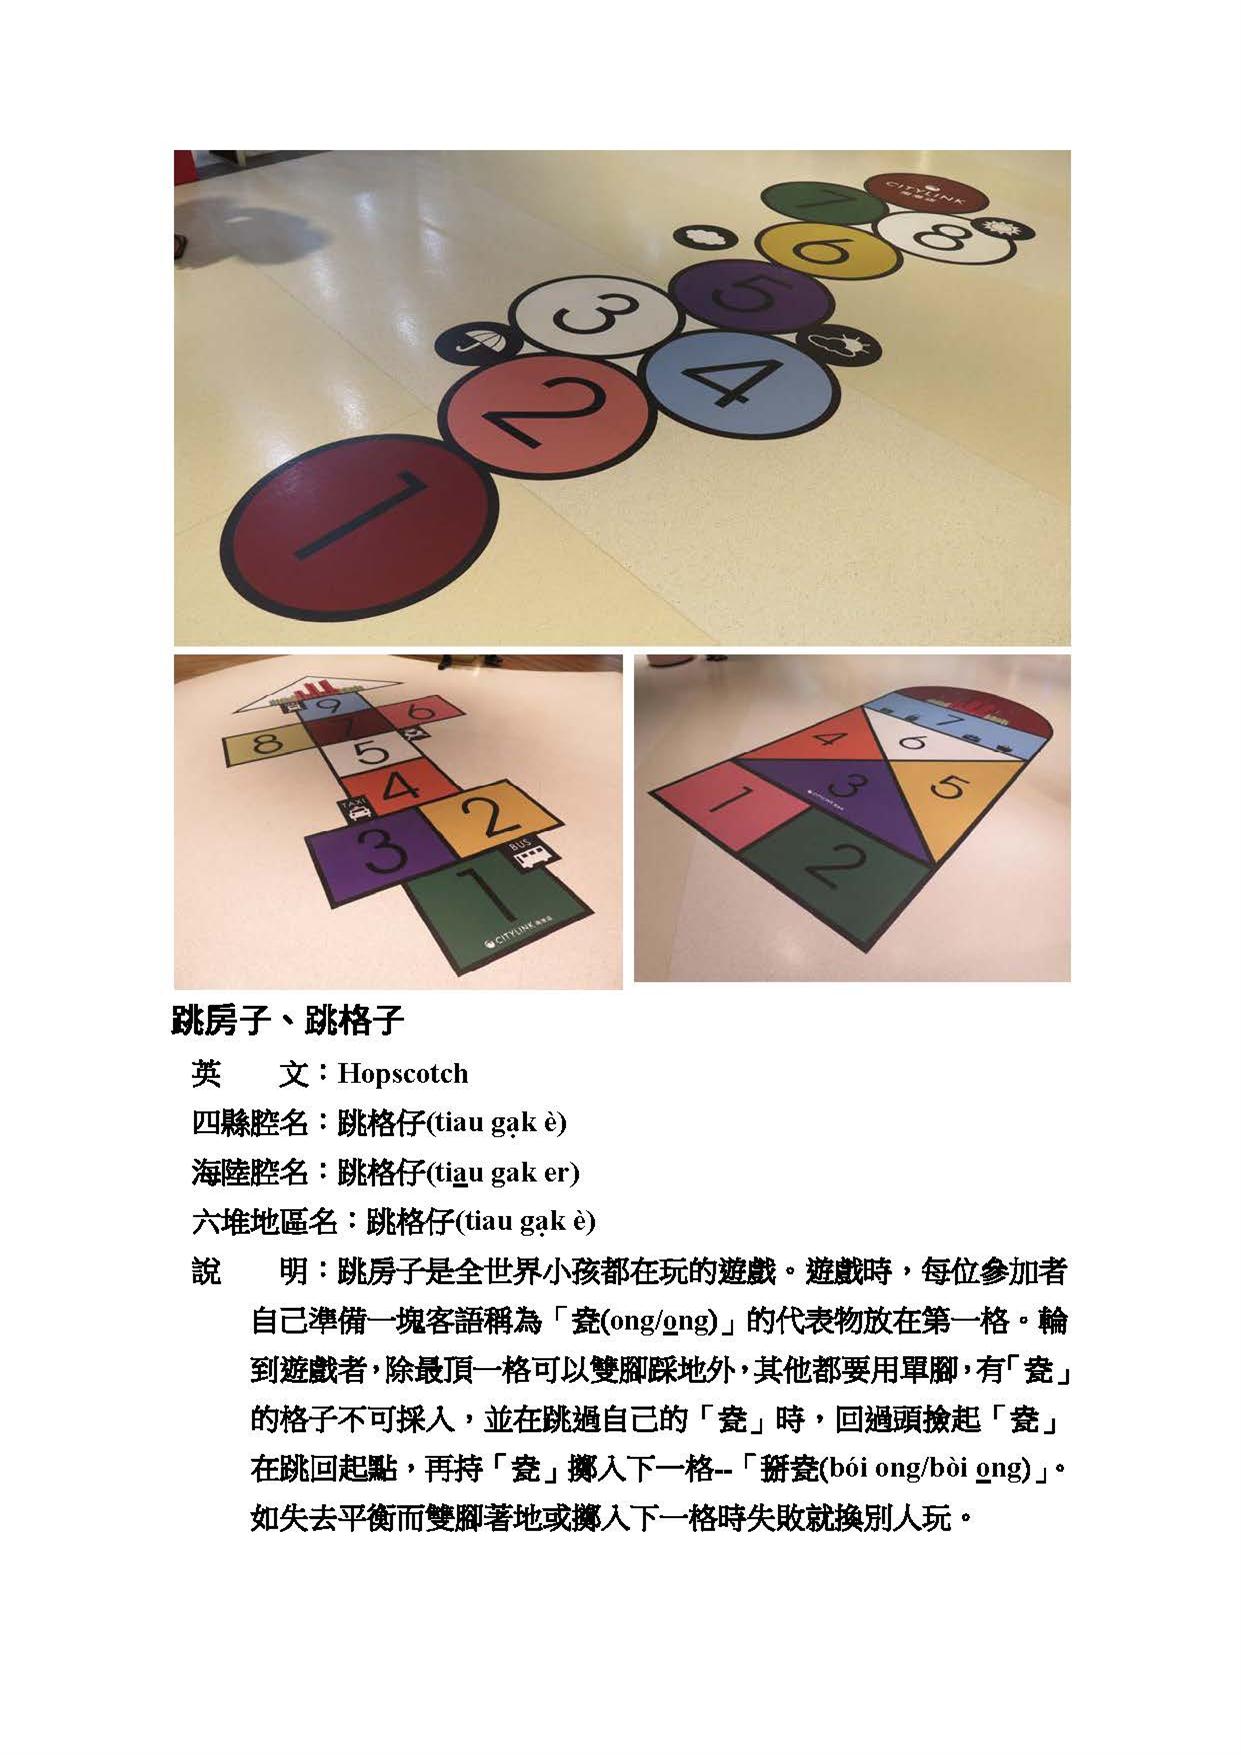 7
CITYLINK
6
8
3
5
2
4
1
9
8
7
6
5
4
TAXI
3
2
BUS
1
CITYLINK
7
4
6
3
5
1
2
跳房子、跳格子
英　　文：Hopscotch
四縣腔名：跳格仔(tiau gạk è)
海陸腔名：跳格仔(tia̲u gak er)
六堆地區名：跳格仔(tiau gạk è)
說　　明：跳房子是全世界小孩都在玩的遊戲。遊戲時，每位參加者
自己準備一塊客語稱為「瓮(ong/o̲ng)」的代表物放在第一格。輪
到遊戲者，除最頂一格可以雙腳踩地外，其他都要用單腳，有「瓮」
的格子不可採入，並在跳過自己的「瓮」時，回過頭撿起「瓮」
在跳回起點，再持「瓮」擲入下一格--「掰瓮(bói ong/bòi o̲ng)」。
如失去平衡而雙腳著地或擲入下一格時失敗就換別人玩。